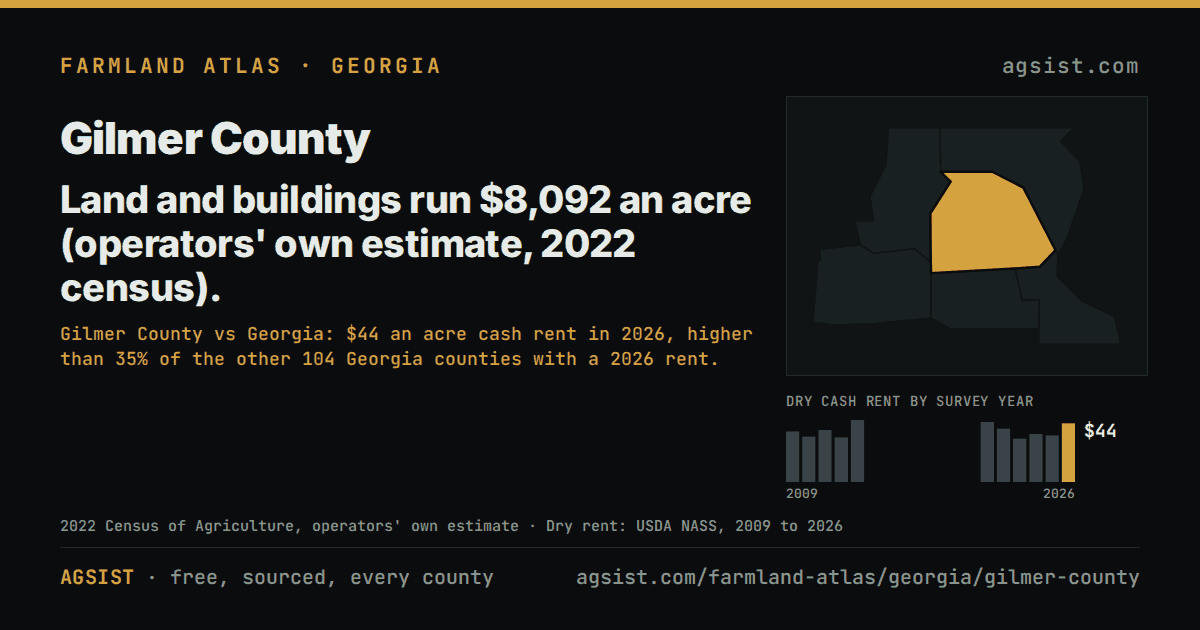 FARMLAND ATLAS · GEORGIA
agsist.com
Gilmer County
Land and buildings run $8,092 an acre
(operators' own estimate, 2022
census).
Gilmer County vs Georgia: $44 an acre cash rent in 2026, higher
than 35% of the other 104 Georgia counties with a 2026 rent.
DRY CASH RENT BY SURVEY YEAR
$44
2009
2026
2022 Census of Agriculture, operators' own estimate · Dry rent: USDA NASS, 2009 to 2026
AGSIST · free, sourced, every county
agsist.com/farmland-atlas/georgia/gilmer-county